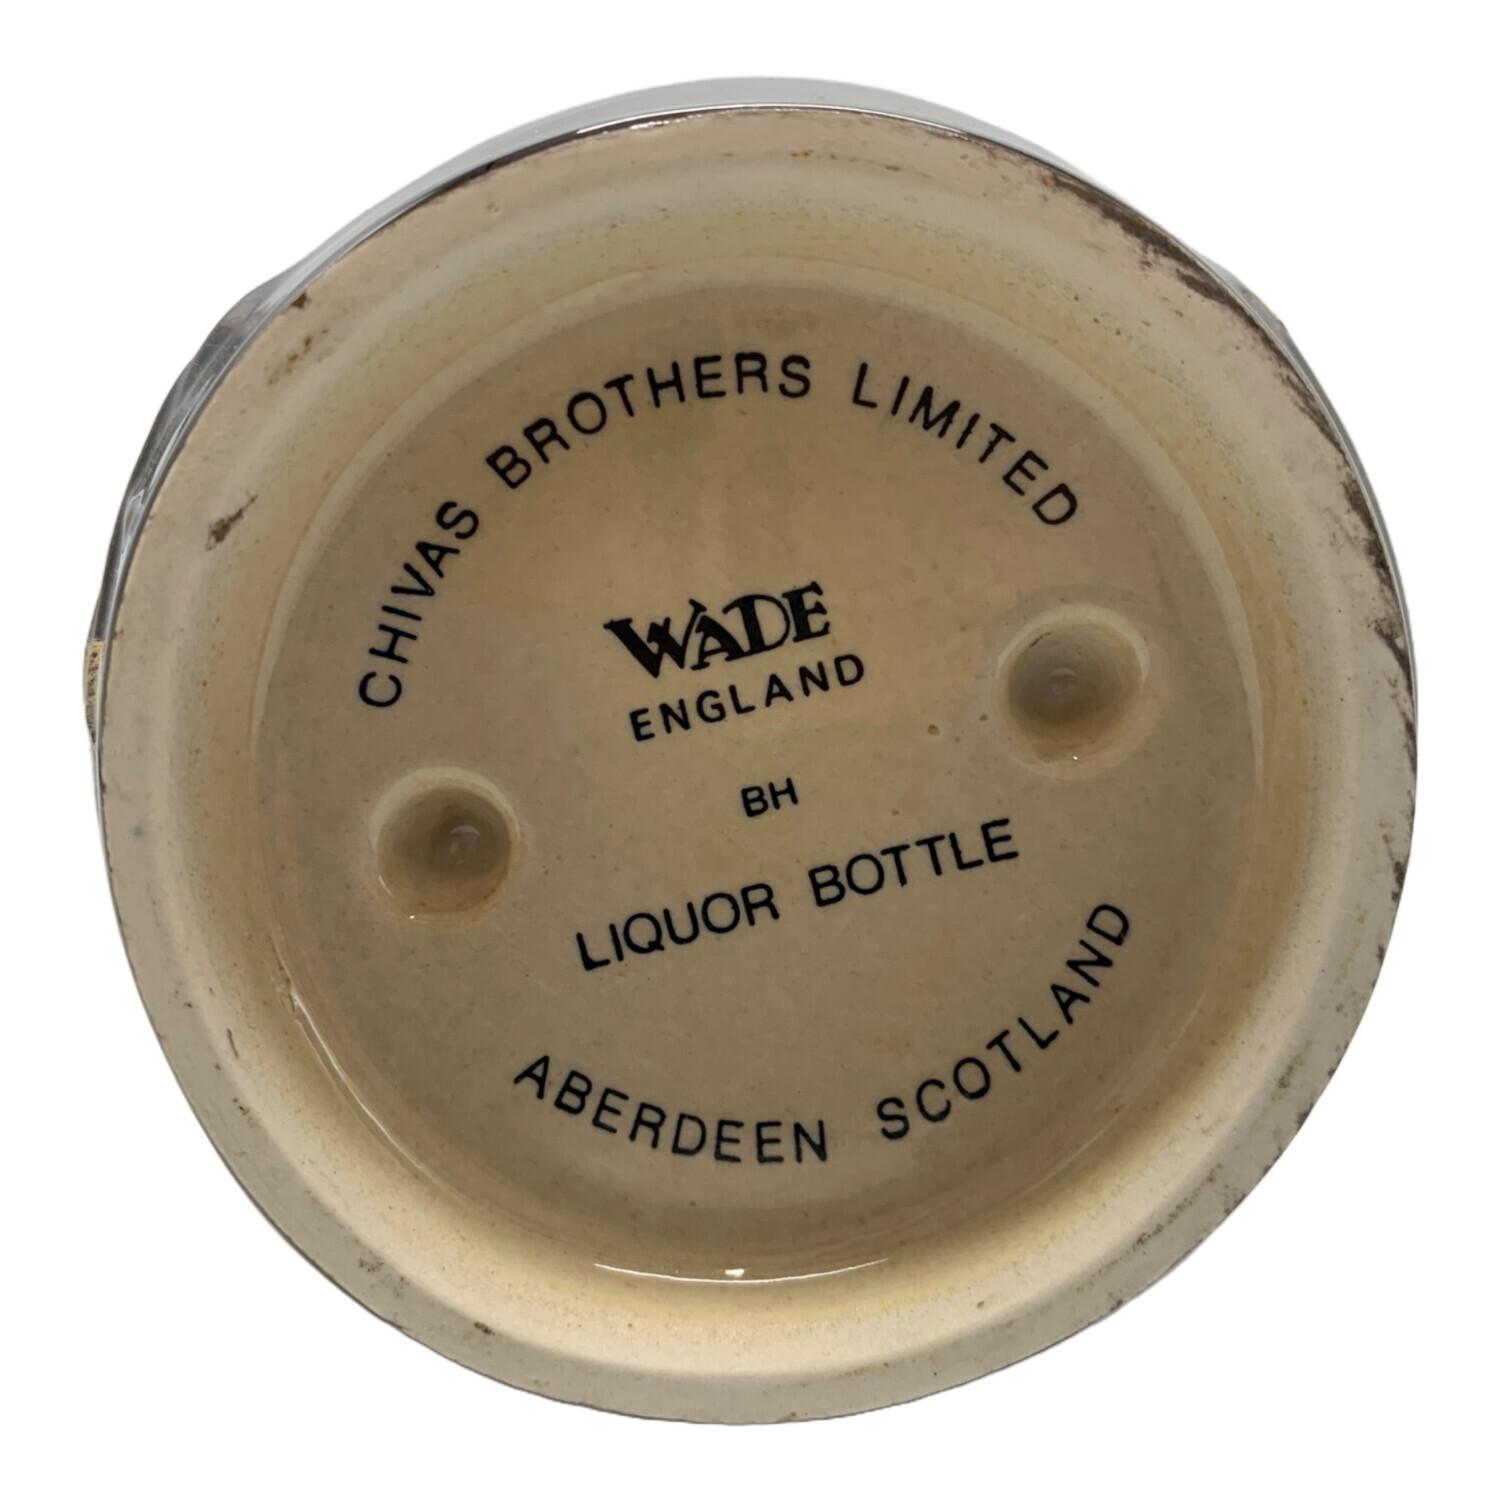 CHIVAS BROTHERS LIMITED
WADE
ENGLAND
BH
LIQUOR BOTTLE
ABERDEEN SCOTLAND